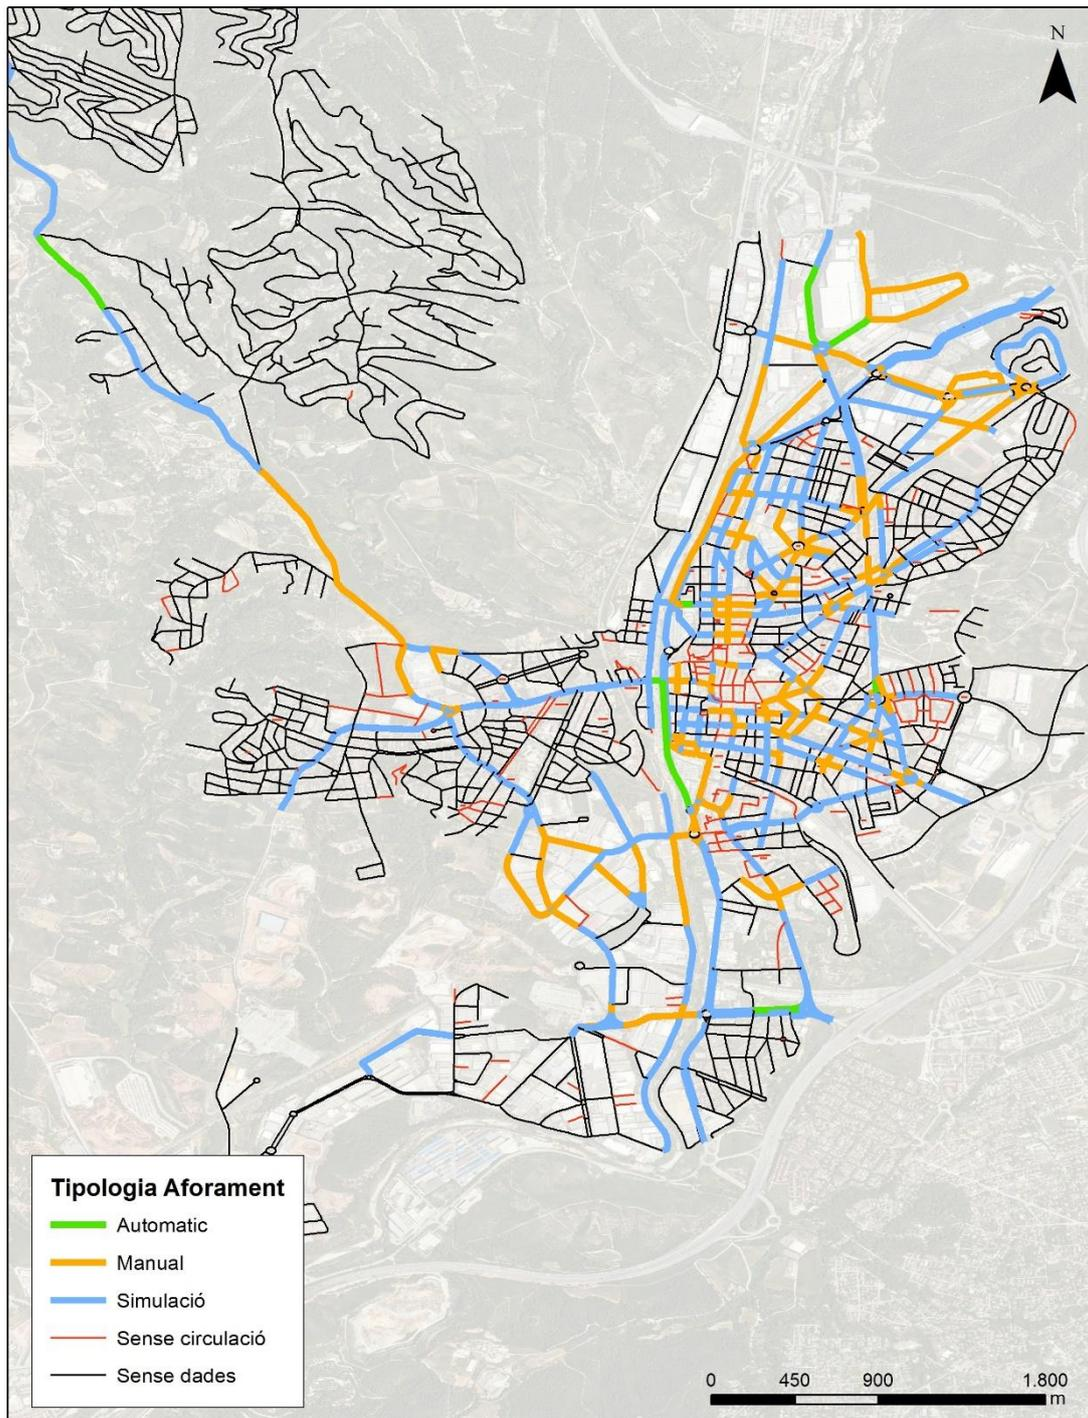 N
Tipologia Aforament
Automatic
Manual
Simulació
Sense circulació
Sense dades
0 450 900 1.800
m